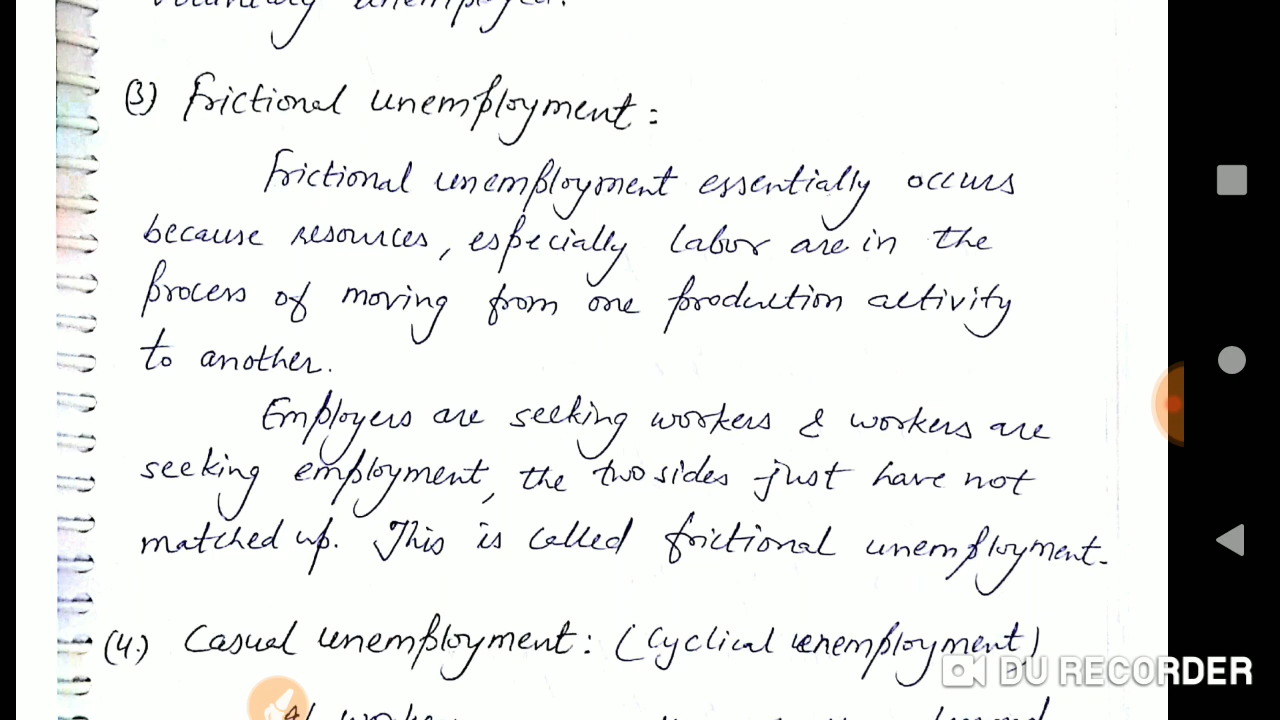 voluntary unemployed.
(3) Frictional unemployment:
Frictional unemployment essentially occurs
because resources, especially labor are in the
process of moving from one production activity
to another.
Employers are seeking workers & workers are
seeking employment, the two sides just have not
matched up. This is called frictional unemployment.
(4.) Casual unemployment: (Cyclical unemployment)
DU RECORDER